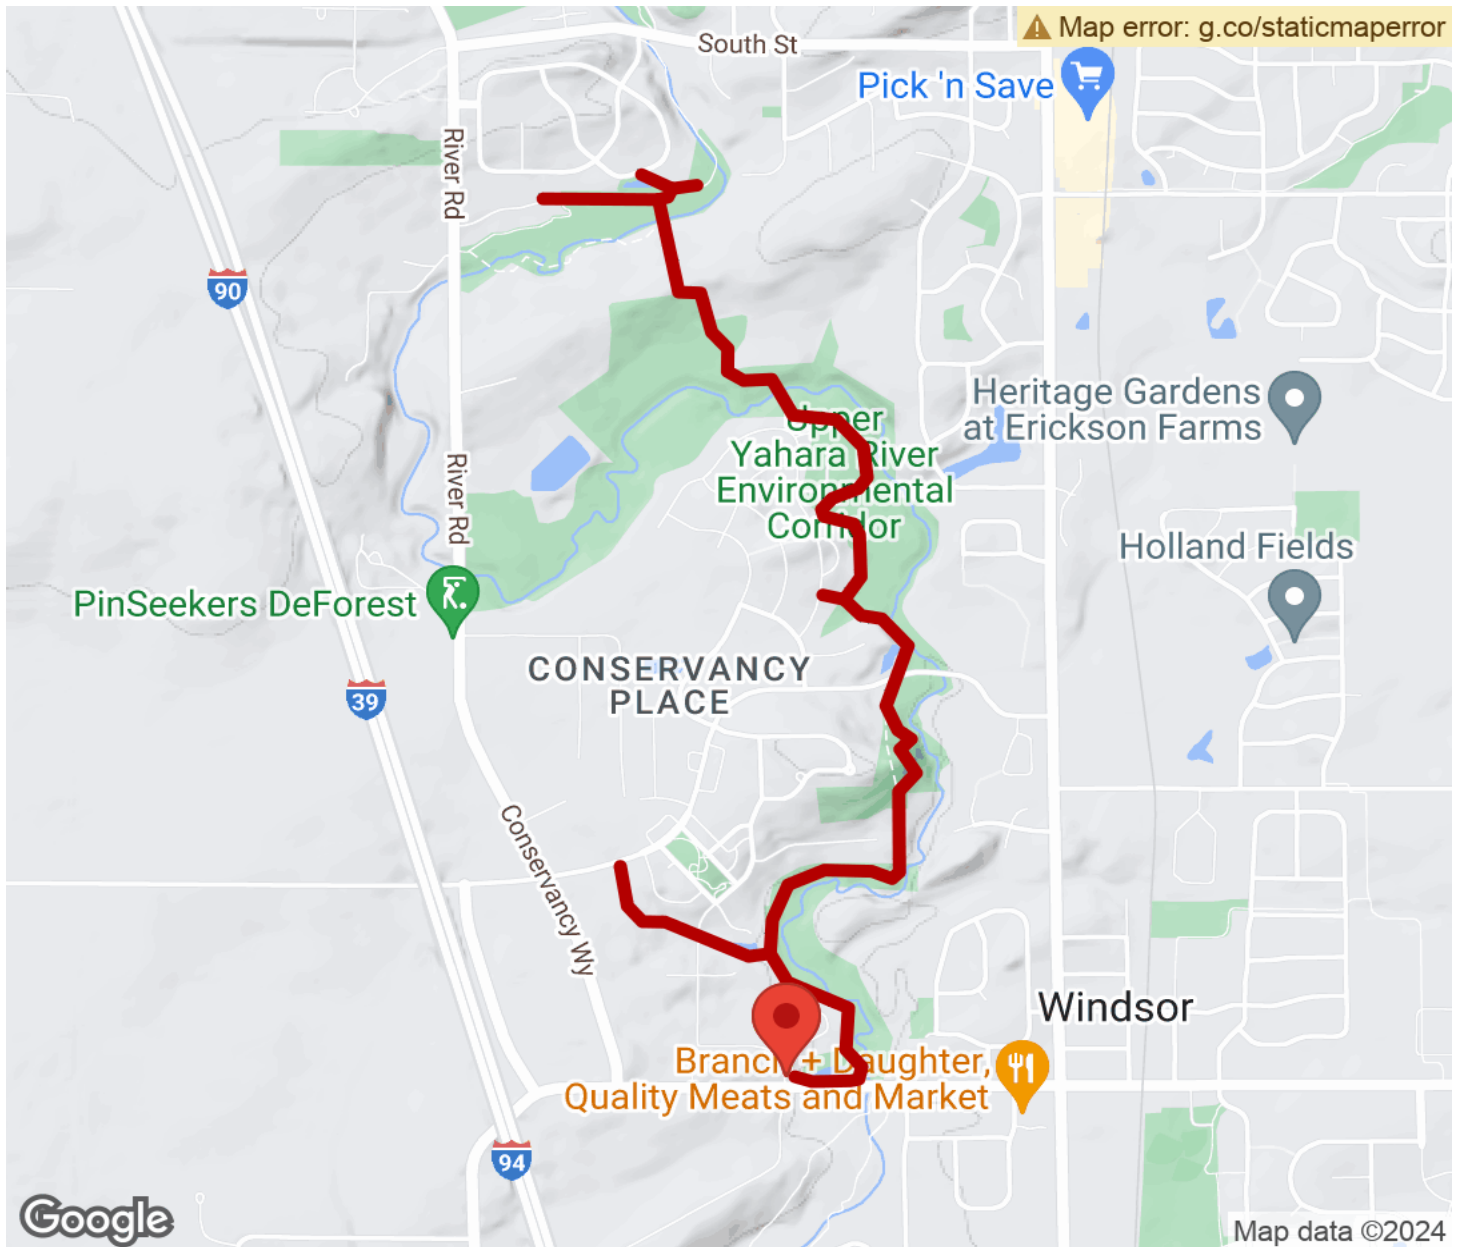 Map error: g.co/staticmaperror
South St
Pick 'n Save
River Rd
90
Heritage Gardens
at Erickson Farms
Upper
Yahara River
Environmental
Corridor
River Rd
Holland Fields
PinSeekers DeForest
CONSERVANCY
PLACE
39
Conservancy Wy
Windsor
Branch + Daughter,
Quality Meats and Market
94
Google
Map data ©2024